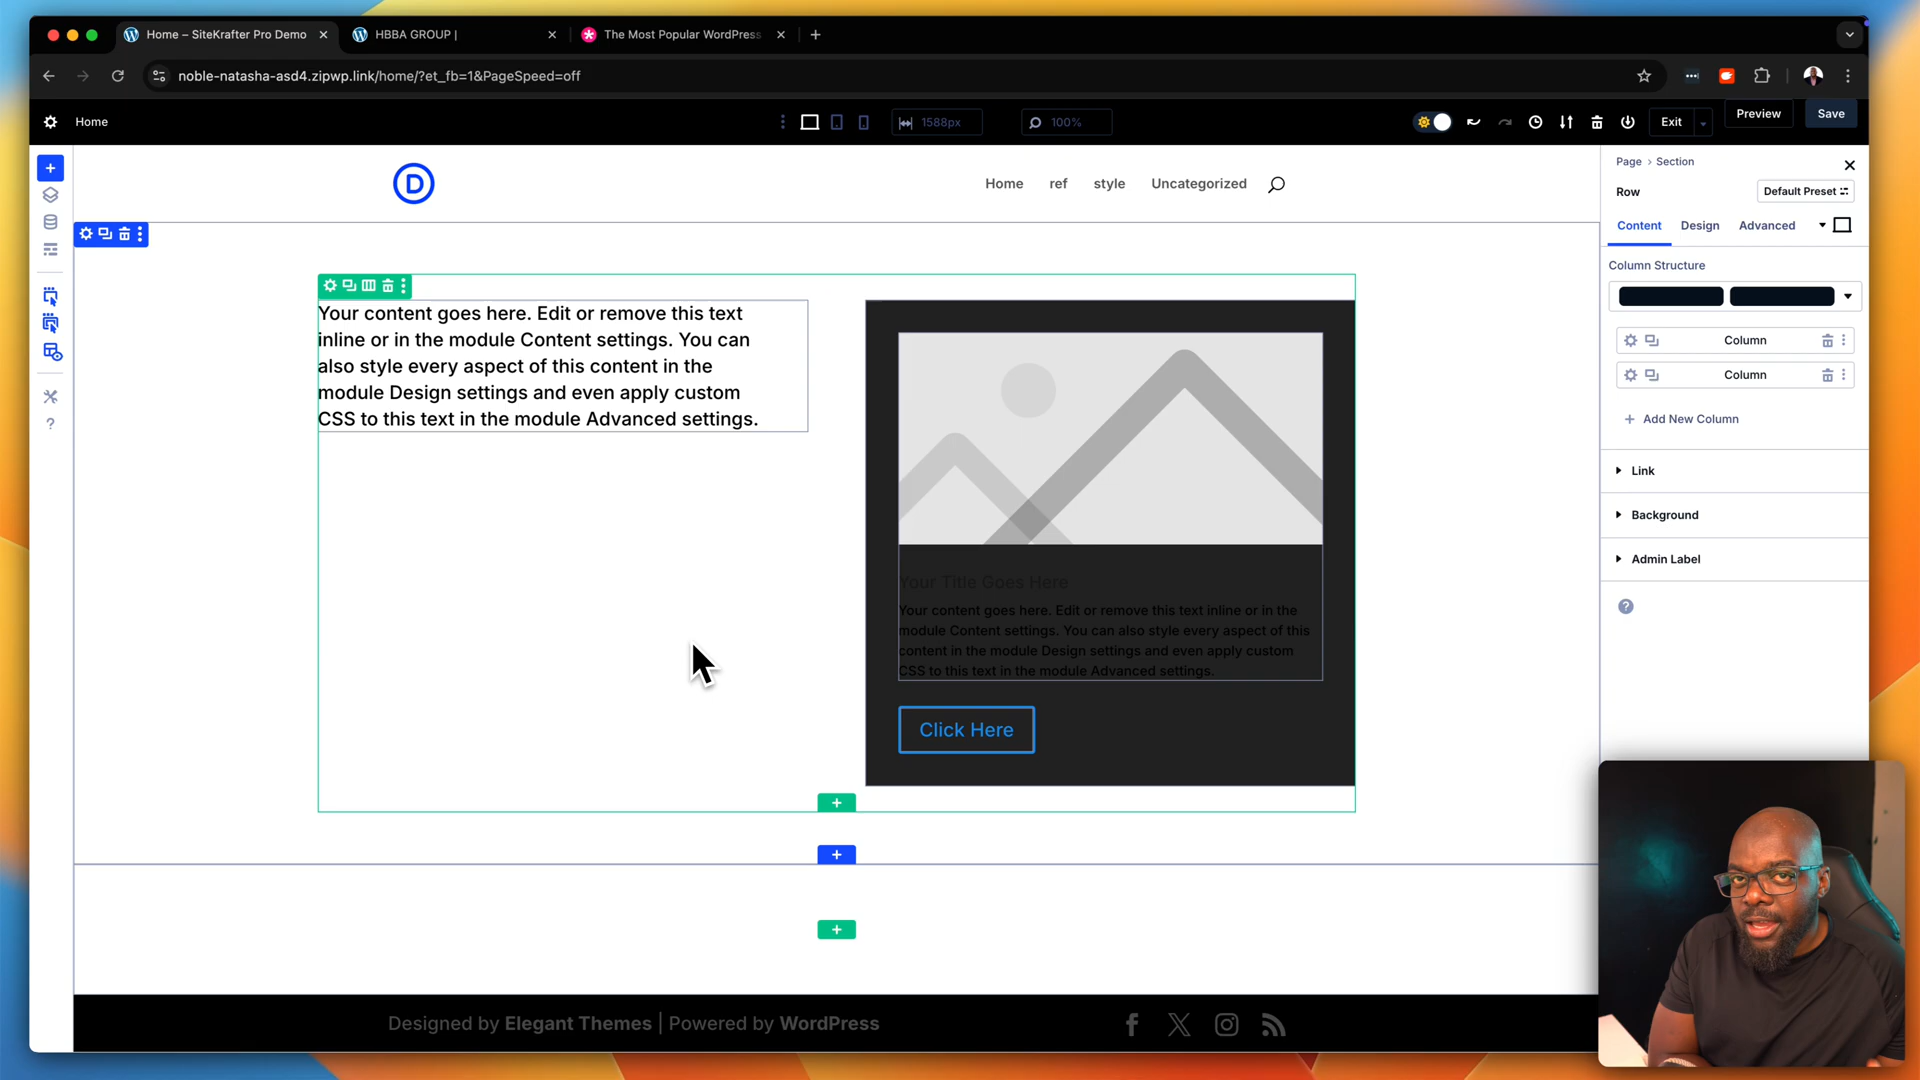 Home – SiteKrafter Pro Demo
HBBA GROUP |
The Most Popular WordPress
noble-natasha-asd4.zipwp.link/home/?et_fb=1&PageSpeed=off
Home
1588px
100%
Exit
Preview
Save
D
Home
ref
style
Uncategorized
Page > Section
Row
Default Preset
Content
Design
Advanced
Column Structure
Column
Column
+ Add New Column
Link
Background
Admin Label
?
Your content goes here. Edit or remove this text
inline or in the module Content settings. You can
also style every aspect of this content in the
module Design settings and even apply custom
CSS to this text in the module Advanced settings.
Your Title Goes Here
Your content goes here. Edit or remove this text inline or in the
module Content settings. You can also style every aspect of this
content in the module Design settings and even apply custom
CSS to this text in the module Advanced settings.
Click Here
Designed by Elegant Themes | Powered by WordPress